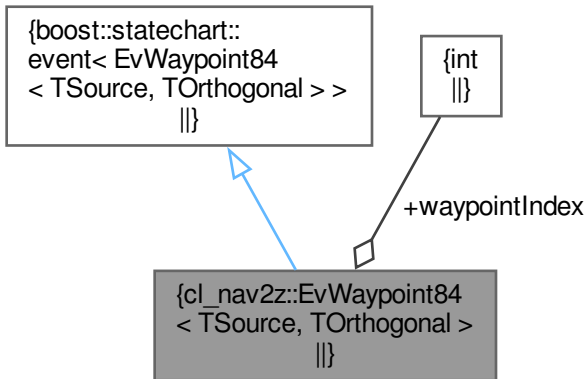 {boost::statechart::
event< EvWaypoint84
< TSource, TOrthogonal > >
||}
{int
||}
+waypointIndex
{cl_nav2z::EvWaypoint84
< TSource, TOrthogonal >
||}